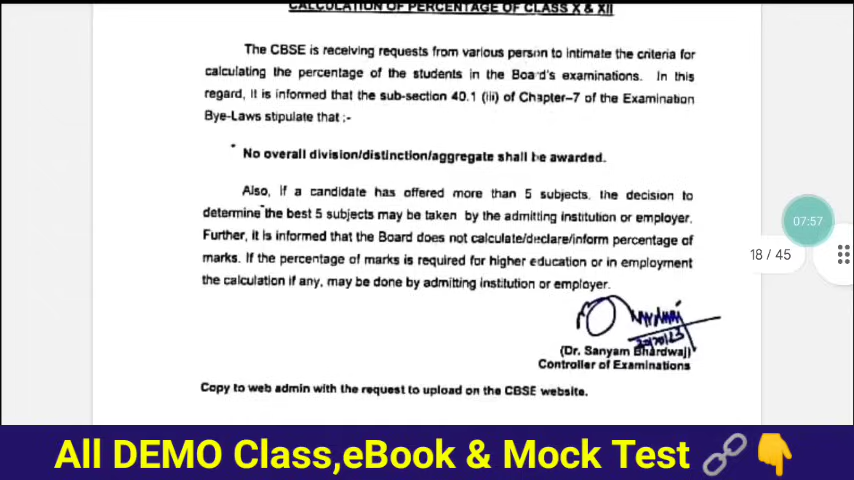 CALCULATION OF PERCENTAGE OF CLASS X & XII
The CBSE is receiving requests from various person to intimate the criteria for
calculating the percentage of the students in the Board's examinations. In this
regard, it is informed that the sub-section 40.1 (iii) of Chapter-7 of the Examination
Bye-Laws stipulate that :-
No overall division/distinction/aggregate shall be awarded.
Also, if a candidate has offered more than 5 subjects, the decision to
determine the best 5 subjects may be taken by the admitting institution or employer.
Further, it is informed that the Board does not calculate/declare/inform percentage of
marks. If the percentage of marks is required for higher education or in employment
the calculation if any, may be done by admitting institution or employer.
(Dr. Sanyam Bhardwaj)
Controller of Examinations
Copy to web admin with the request to upload on the CBSE website.
07:57
18 / 45
All DEMO Class,eBook & Mock Test 🔗👇